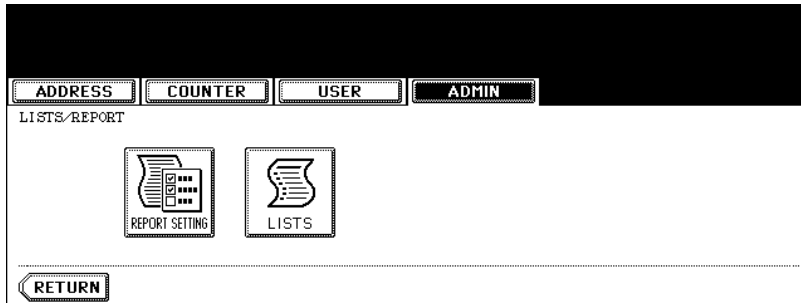 ADDRESS COUNTER USER ADMIN
LISTS/REPORT
REPORT SETTING LISTS
RETURN